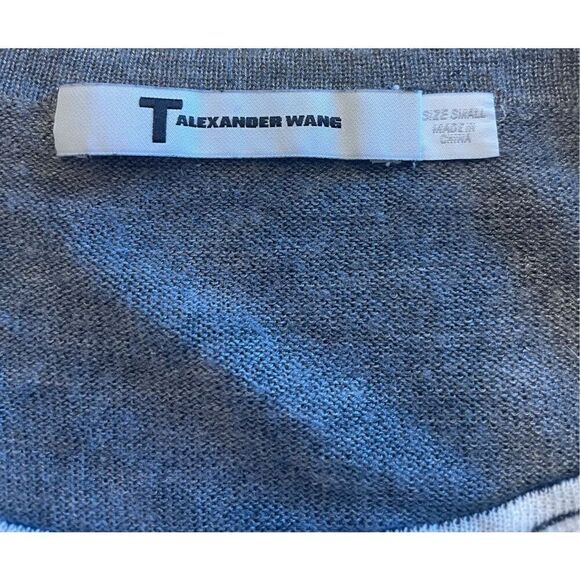 T ALEXANDER WANG
SIZE SMALL
MADE IN
CHINA